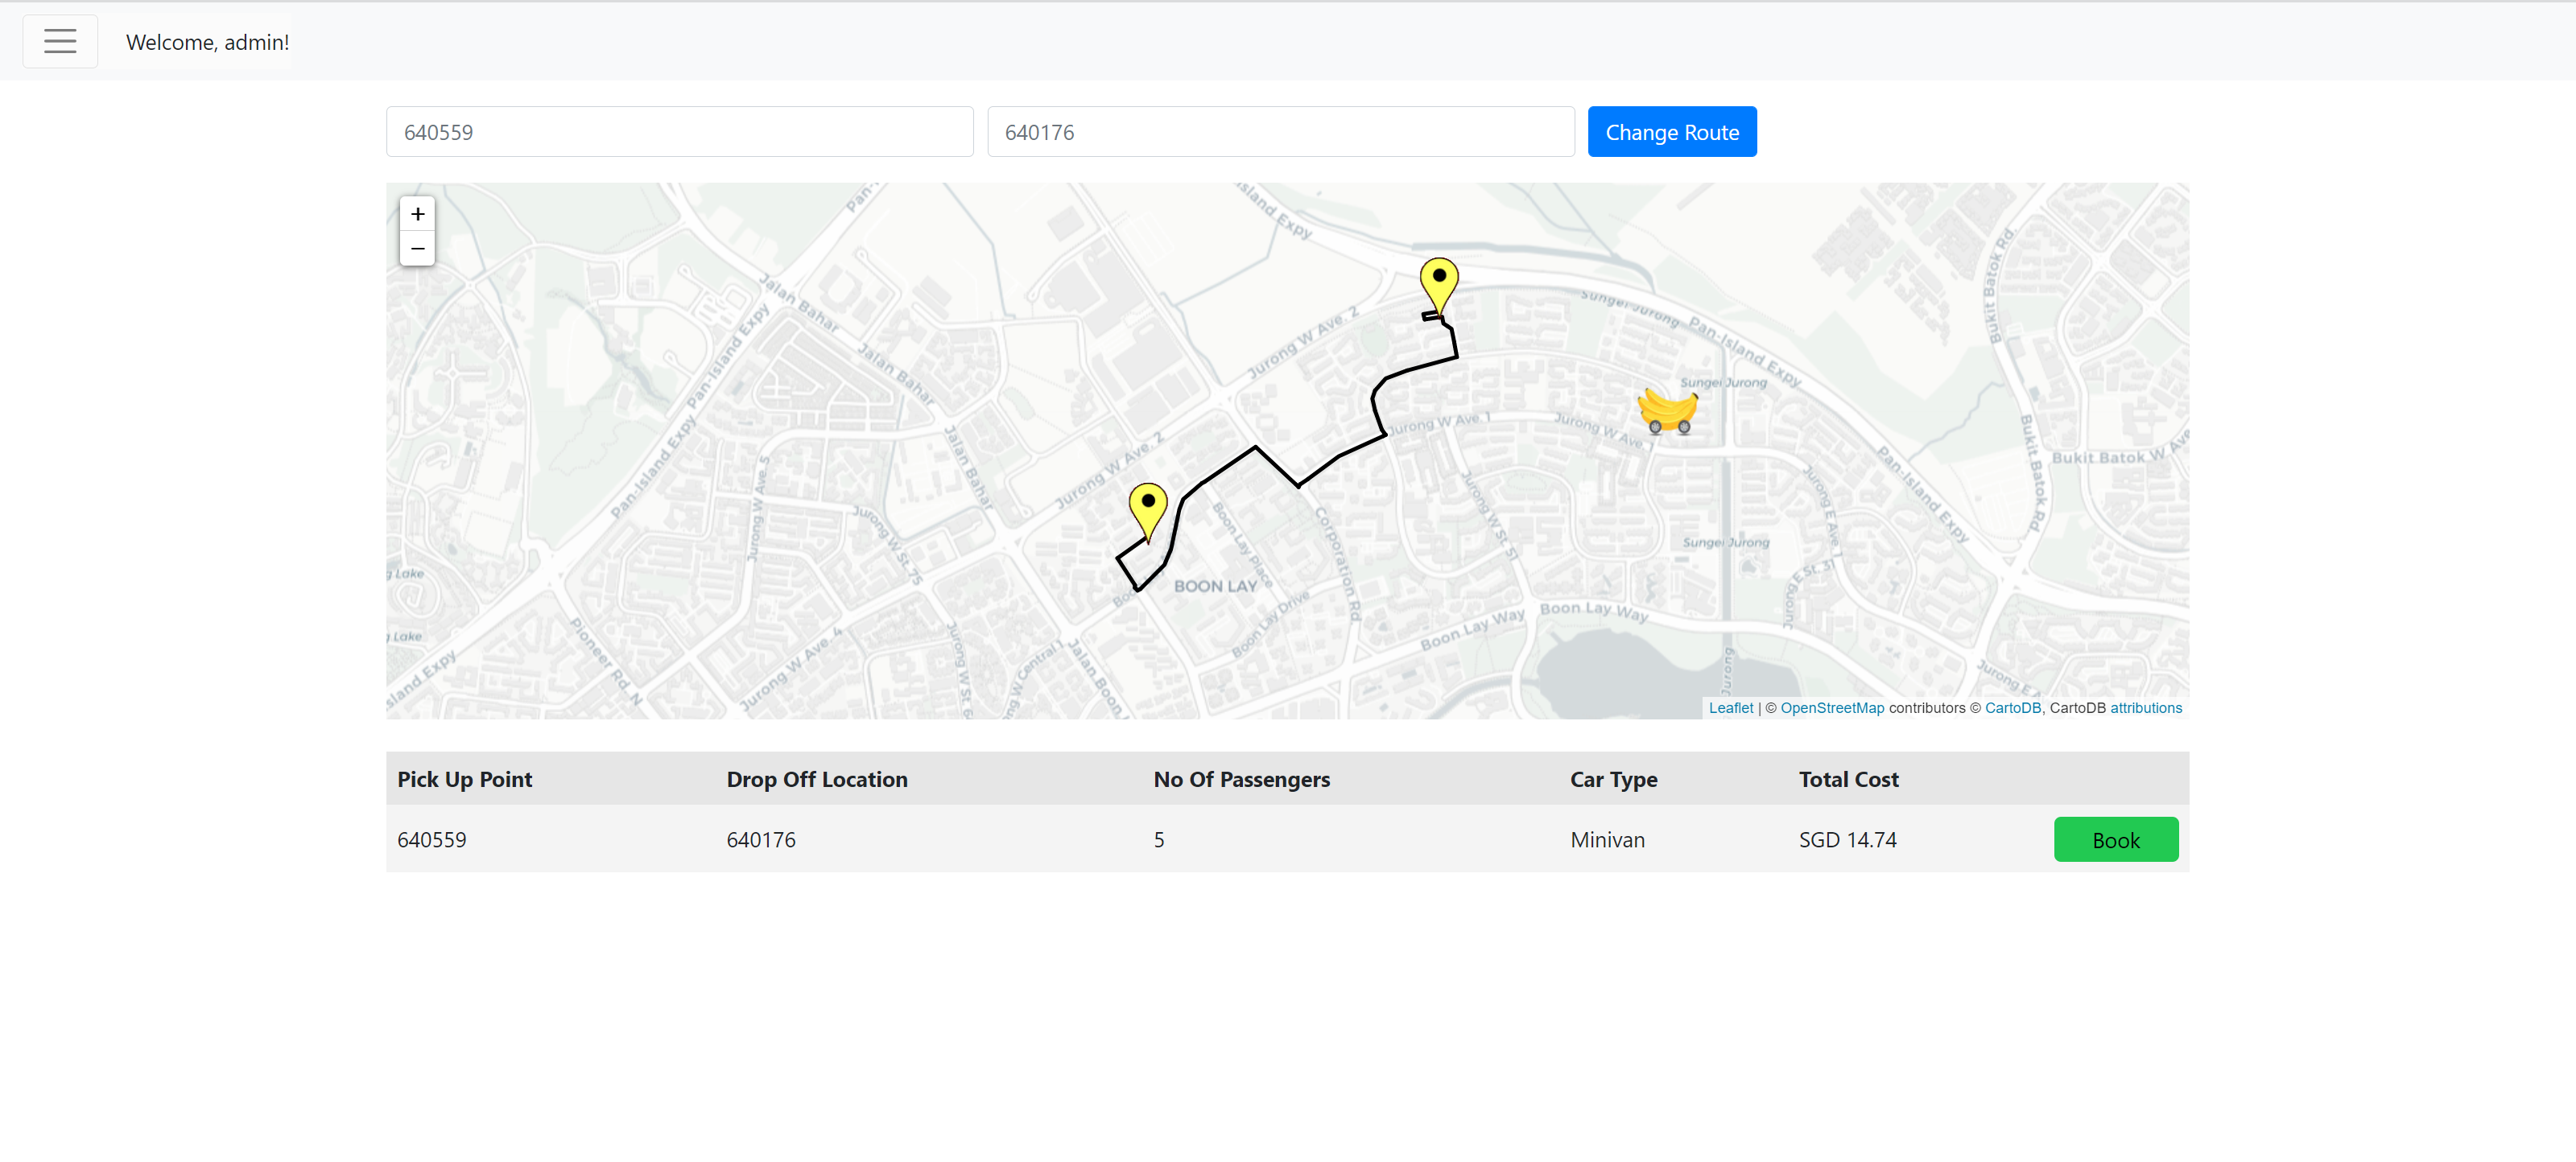 Welcome, admin!
640559
640176
Change Route
+
−
Pan-Island Expy
Jalan Bahar
Jalan Bahar
Jalan Bahar
Pan-Island Expy
Pan-Island Expy
Jurong W Ave. 2
Jurong W Ave. 2
Jurong W Ave. 1
Jurong W Ave. 1
Sungei Jurong
Pan-Island Expy
Sungei Jurong
Sungei Jurong
Pan-Island Expy
Bukit Batok Rd.
Bukit Batok Rd
Bukit Batok W Ave
Jurong W Ave. 5
Jurong W St. 75
Jurong W St. 51
Jurong E Ave. 1
Jurong E St. 31
Boon Lay Place
Corporation Rd
BOON LAY
Boon Lay Drive
Boon Lay Way
Boon Lay Way
g Lake
g Lake
sland Expy
Pioneer Rd. N
Jurong W Ave. 4
Jurong W St. 6
ng W Central 1
Jalan Boon
Jurong
Jurong E A
Leaflet | © OpenStreetMap contributors © CartoDB, CartoDB attributions
Pick Up Point Drop Off Location No Of Passengers Car Type Total Cost
640559 640176 5 Minivan SGD 14.74 Book